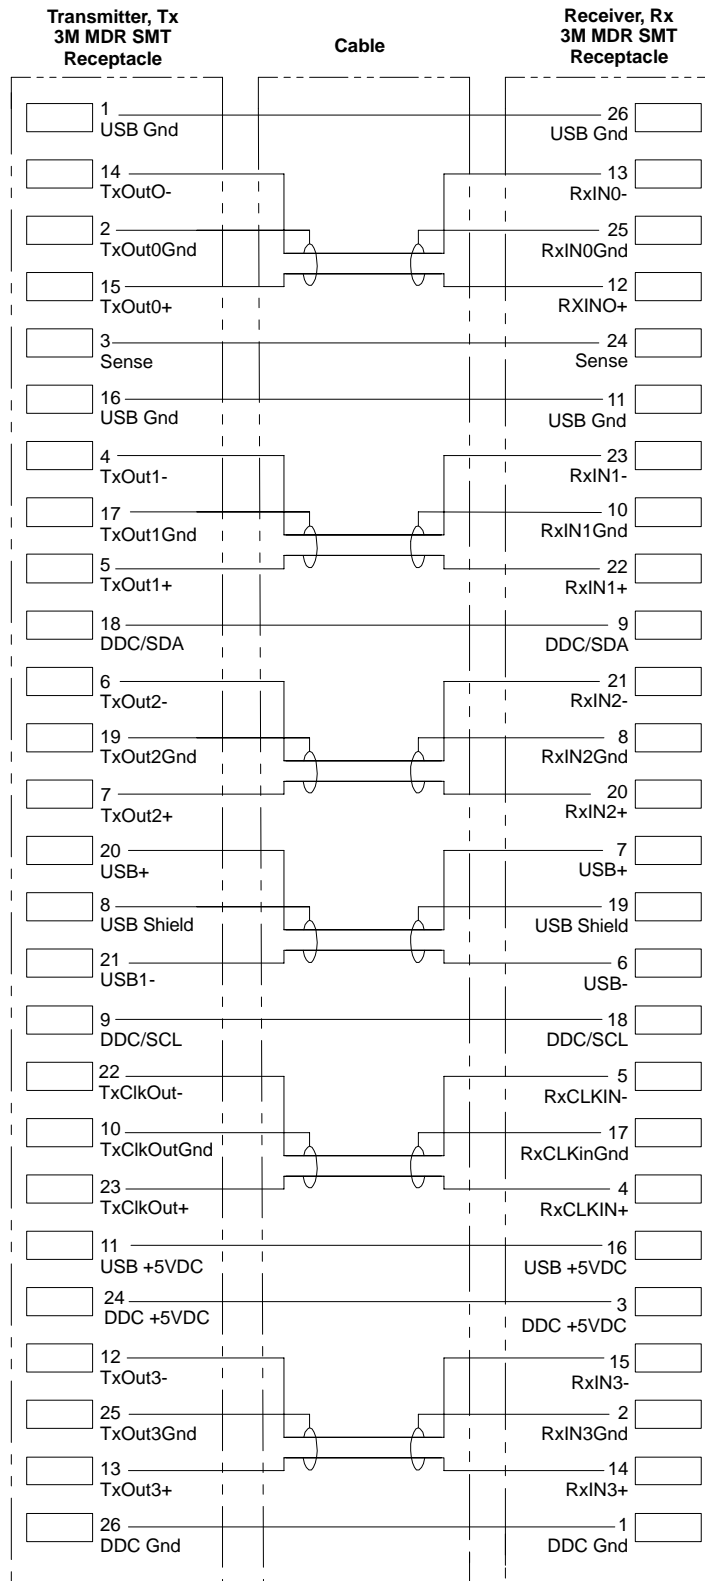 Transmitter, Tx
3M MDR SMT
Receptacle
Cable
Receiver, Rx
3M MDR SMT
Receptacle
1
USB Gnd
26
USB Gnd
14
TxOutO-
13
RxIN0-
2
TxOut0Gnd
25
RxIN0Gnd
15
TxOut0+
12
RXINO+
3
Sense
24
Sense
16
USB Gnd
11
USB Gnd
4
TxOut1-
23
RxIN1-
17
TxOut1Gnd
10
RxIN1Gnd
5
TxOut1+
22
RxIN1+
18
DDC/SDA
9
DDC/SDA
6
TxOut2-
21
RxIN2-
19
TxOut2Gnd
8
RxIN2Gnd
7
TxOut2+
20
RxIN2+
20
USB+
7
USB+
8
USB Shield
19
USB Shield
21
USB1-
6
USB-
9
DDC/SCL
18
DDC/SCL
22
TxClkOut-
5
RxCLKIN-
10
TxClkOutGnd
17
RxCLKinGnd
23
TxClkOut+
4
RxCLKIN+
11
USB +5VDC
16
USB +5VDC
24
DDC +5VDC
3
DDC +5VDC
12
TxOut3-
15
RxIN3-
25
TxOut3Gnd
2
RxIN3Gnd
13
TxOut3+
14
RxIN3+
26
DDC Gnd
1
DDC Gnd